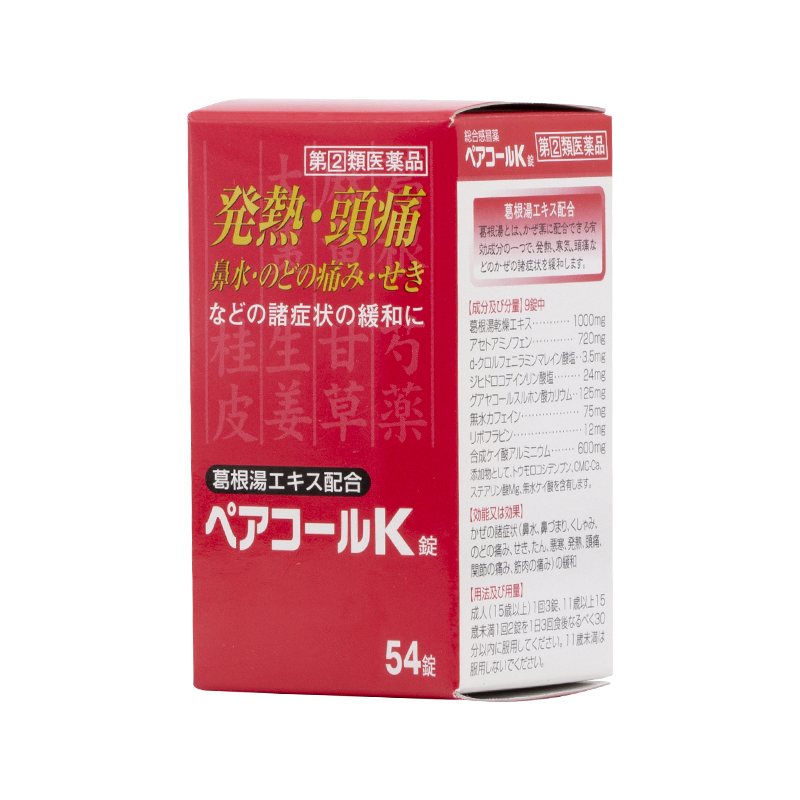 第②類医薬品
発熱・頭痛
鼻水・のどの痛み・せき
などの諸症状の緩和に
桂生甘芍
皮姜草薬
葛根湯エキス配合
ペアコールK錠
54錠
総合感冒薬
ペアコールK錠 第②類医薬品
葛根湯エキス配合
葛根湯とは、かぜ薬に配合できる有
効成分の一つで、発熱、寒気、頭痛な
どのかぜの諸症状を緩和します。
【成分及び分量】9錠中
葛根湯乾燥エキス………… 1000mg
アセトアミノフェン………… 720mg
d-クロルフェニラミンマレイン酸塩‥3.5mg
ジヒドロコデインリン酸塩……… 24mg
グアヤコールスルホン酸カリウム‥125mg
無水カフェイン……………… 75mg
リボフラビン………………… 12mg
合成ケイ酸アルミニウム…… 600mg
添加物として、トウモロコシデンプン、CMC-Ca、
ステアリン酸Mg、無水ケイ酸を含有します。
【効能又は効果】
かぜの諸症状(鼻水、鼻づまり、くしゃみ、
のどの痛み、せき、たん、悪寒、発熱、頭痛、
関節の痛み、筋肉の痛み)の緩和
【用法及び用量】
成人(15歳以上)1回3錠、11歳以上15
歳未満1回2錠を1日3回食後なるべく30
分以内に服用してください。11歳未満は
服用しないでください。